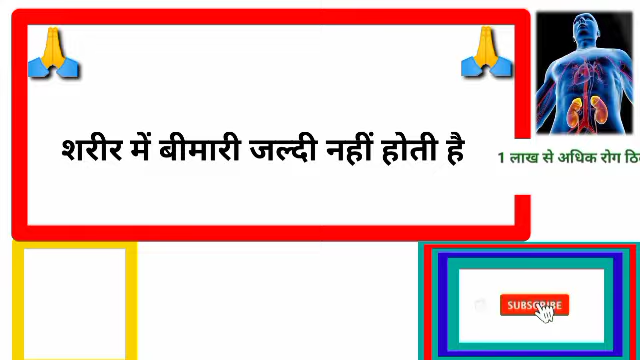 शरीर में बीमारी जल्दी नहीं होती है
1 लाख से अधिक रोग
SUBSCRIBE